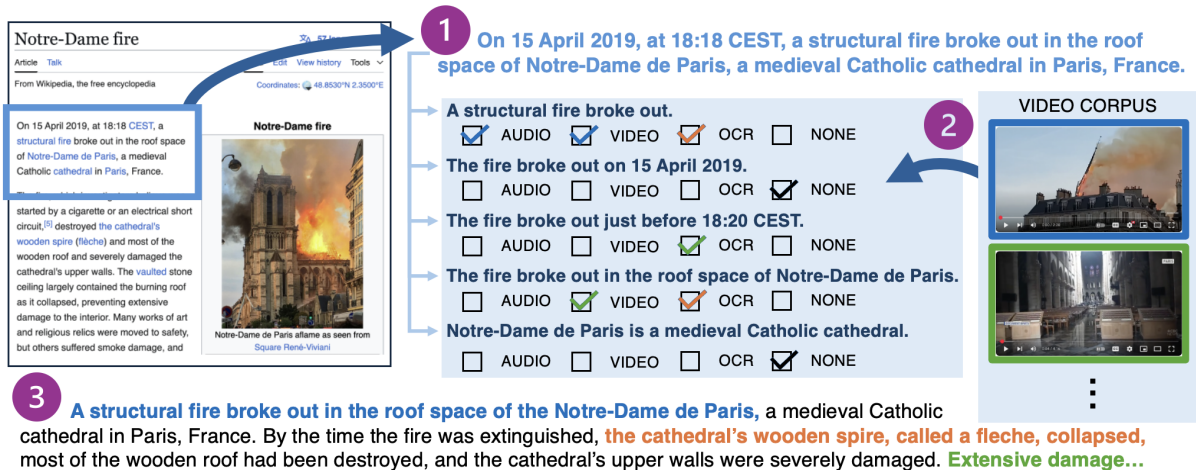 Notre-Dame fire
Article Talk
Edit View history Tools
From Wikipedia, the free encyclopedia
Coordinates: 48.8530°N 2.3500°E
On 15 April 2019, at 18:18 CEST, a
structural fire broke out in the roof space
of Notre-Dame de Paris, a medieval
Catholic cathedral in Paris, France.
started by a cigarette or an electrical short
circuit,[5] destroyed the cathedral's
wooden spire (flèche) and most of the
wooden roof and severely damaged the
cathedral's upper walls. The vaulted stone
ceiling largely contained the burning roof
as it collapsed, preventing extensive
damage to the interior. Many works of art
and religious relics were moved to safety,
but others suffered smoke damage, and
Notre-Dame fire
Notre-Dame de Paris aflame as seen from
Square René-Viviani
1
On 15 April 2019, at 18:18 CEST, a structural fire broke out in the roof
space of Notre-Dame de Paris, a medieval Catholic cathedral in Paris, France.
A structural fire broke out.
AUDIO VIDEO OCR NONE
The fire broke out on 15 April 2019.
AUDIO VIDEO OCR NONE
The fire broke out just before 18:20 CEST.
AUDIO VIDEO OCR NONE
The fire broke out in the roof space of Notre-Dame de Paris.
AUDIO VIDEO OCR NONE
Notre-Dame de Paris is a medieval Catholic cathedral.
AUDIO VIDEO OCR NONE
2
VIDEO CORPUS
3
A structural fire broke out in the roof space of the Notre-Dame de Paris, a medieval Catholic
cathedral in Paris, France. By the time the fire was extinguished, the cathedral's wooden spire, called a fleche, collapsed,
most of the wooden roof had been destroyed, and the cathedral's upper walls were severely damaged. Extensive damage...